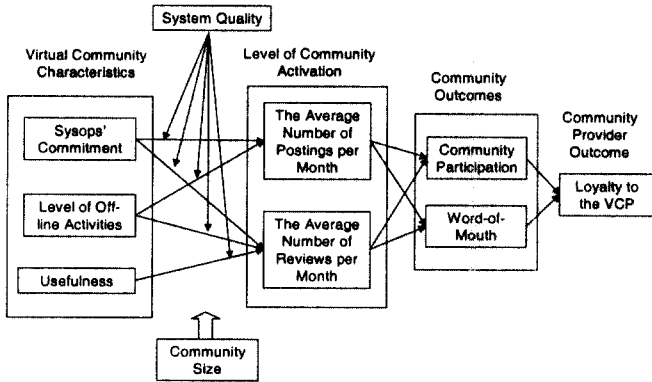 System Quality
Virtual Community
Characteristics
Level of Community
Activation
Community
Outcomes
Community
Provider
Outcome
Sysops'
Commitment
Level of Off-
line Activities
Usefulness
The Average
Number of
Postings per
Month
The Average
Number of
Reviews per
Month
Community
Participation
Word-of-
Mouth
Loyalty to
the VCP
Community
Size